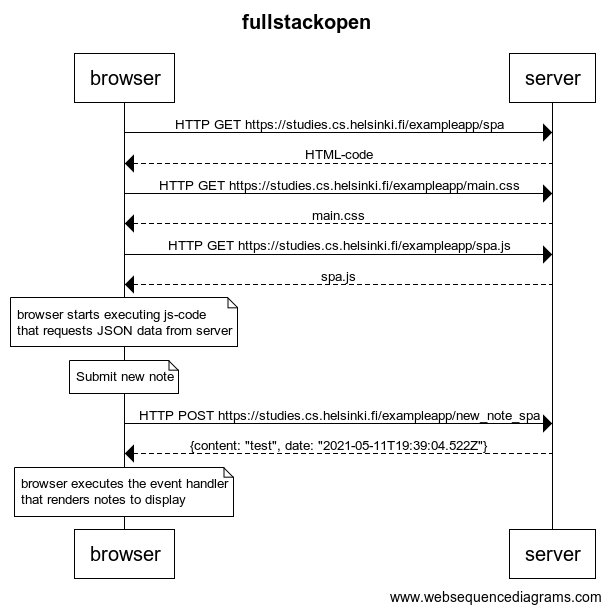 fullstackopen
browser
server
HTTP GET https://studies.cs.helsinki.fi/exampleapp/spa
HTML-code
HTTP GET https://studies.cs.helsinki.fi/exampleapp/main.css
main.css
HTTP GET https://studies.cs.helsinki.fi/exampleapp/spa.js
spa.js
browser starts executing js-code
that requests JSON data from server
Submit new note
HTTP POST https://studies.cs.helsinki.fi/exampleapp/new_note_spa
{content: "test", date: "2021-05-11T19:39:04.522Z"}
browser executes the event handler
that renders notes to display
browser
server
www.websequencediagrams.com